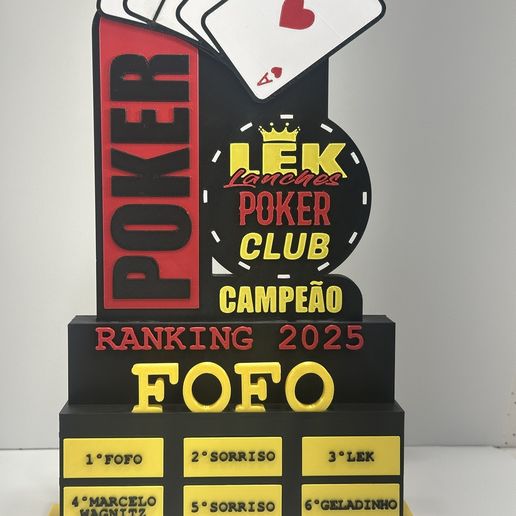 A
POKER
LEK
Lanches
POKER
CLUB
CAMPEÃO
RANKING 2025
FOFO
1°FOFO
2°SORRISO
3°LEK
4°MARCELO
WAGNITZ
5°SORRISO
6°GELADINHO